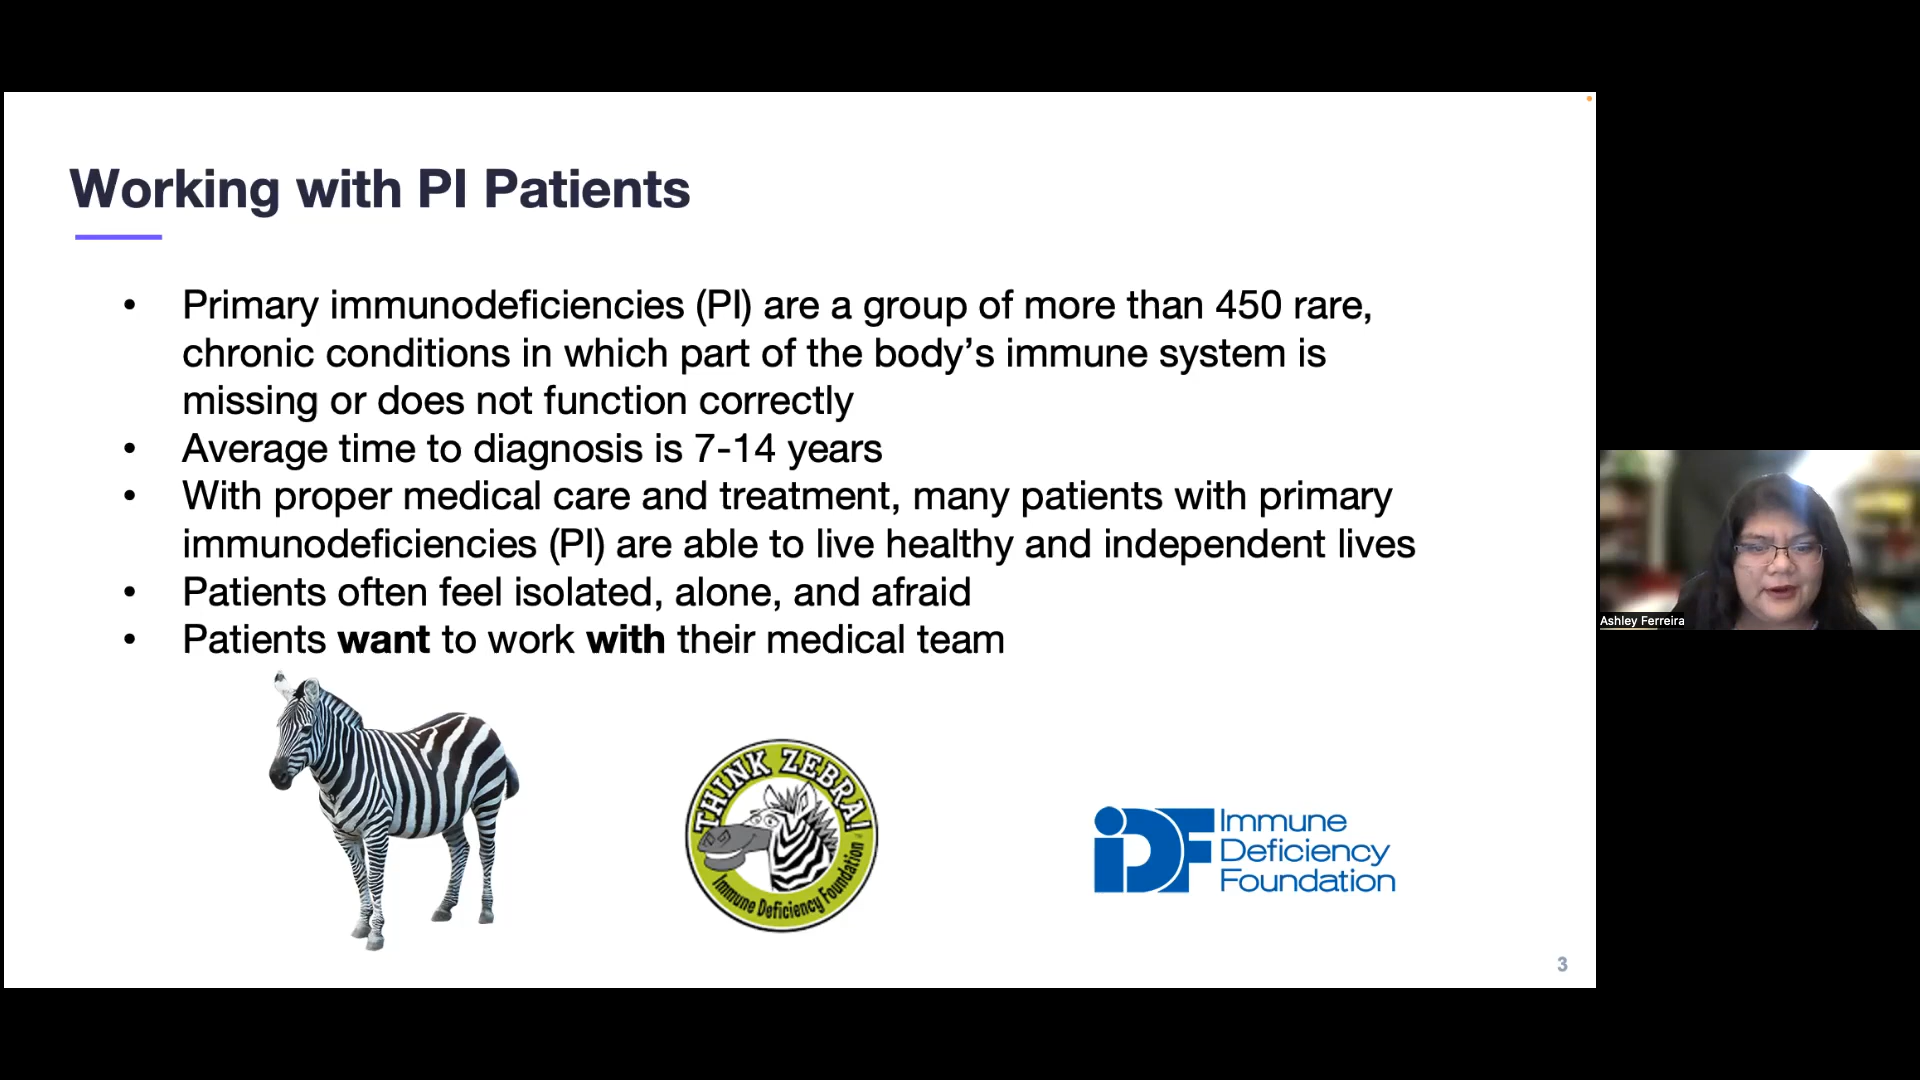 Working with PI Patients
• Primary immunodeficiencies (PI) are a group of more than 450 rare,
chronic conditions in which part of the body’s immune system is
missing or does not function correctly
• Average time to diagnosis is 7-14 years
• With proper medical care and treatment, many patients with primary
immunodeficiencies (PI) are able to live healthy and independent lives
• Patients often feel isolated, alone, and afraid
• Patients want to work with their medical team
THINK ZEBRA!
Immune Deficiency Foundation
IDF
Immune
Deficiency
Foundation
3
Ashley Ferreira